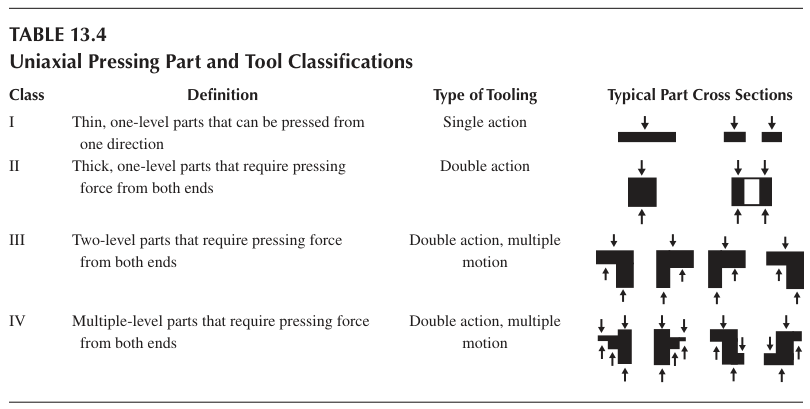 TABLE 13.4
Uniaxial Pressing Part and Tool Classifications
Class Definition Type of Tooling Typical Part Cross Sections
I Thin, one-level parts that can be pressed from Single action
one direction
II Thick, one-level parts that require pressing Double action
force from both ends
III Two-level parts that require pressing force Double action, multiple
from both ends motion
IV Multiple-level parts that require pressing force Double action, multiple
from both ends motion